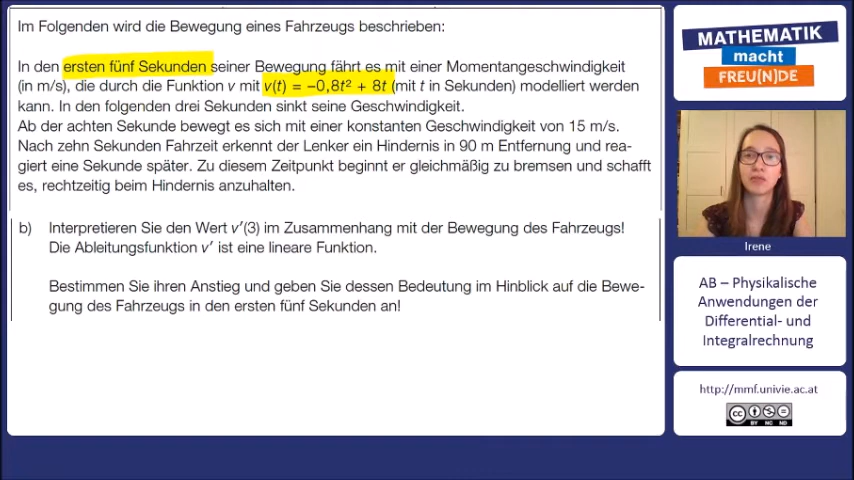 Im Folgenden wird die Bewegung eines Fahrzeugs beschrieben:
In den ersten fünf Sekunden seiner Bewegung fährt es mit einer Momentangeschwindigkeit
(in m/s), die durch die Funktion v mit v(t) = −0,8t² + 8t (mit t in Sekunden) modelliert werden
kann. In den folgenden drei Sekunden sinkt seine Geschwindigkeit.
Ab der achten Sekunde bewegt es sich mit einer konstanten Geschwindigkeit von 15 m/s.
Nach zehn Sekunden Fahrzeit erkennt der Lenker ein Hindernis in 90 m Entfernung und rea-
giert eine Sekunde später. Zu diesem Zeitpunkt beginnt er gleichmäßig zu bremsen und schafft
es, rechtzeitig beim Hindernis anzuhalten.
b) Interpretieren Sie den Wert v′(3) im Zusammenhang mit der Bewegung des Fahrzeugs!
Die Ableitungsfunktion v′ ist eine lineare Funktion.
Bestimmen Sie ihren Anstieg und geben Sie dessen Bedeutung im Hinblick auf die Bewe-
gung des Fahrzeugs in den ersten fünf Sekunden an!
MATHEMATIK
macht
FREU(N)DE
Irene
AB – Physikalische
Anwendungen der
Differential- und
Integralrechnung
http://mmf.univie.ac.at
cc
BY NC ND